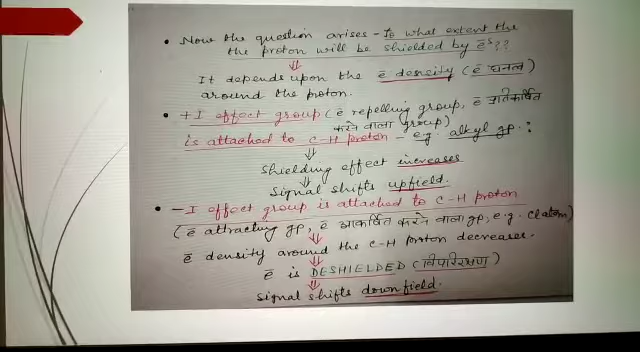 • Now the question arises - To what extent the
the proton will be shielded by ē's??
⇓
It depends upon the ē density (ē घनत्व)
around the proton.
• +I effect group (ē repelling group, ē प्रतिकर्षित
करने वाला group)
is attached to C-H proton - e.g. alkyl gp. :
⇓
Shielding effect increases
⇓
Signal shifts upfield.
• -I effect group is attached to C-H proton
(ē attracting gp, ē आकर्षित करने वाला gp, e.g. Cl atom)
⇓
ē density around the C-H proton decreases.
⇓
ē is DESHIELDED (विपरिरक्षण)
⇓
Signal shifts downfield.